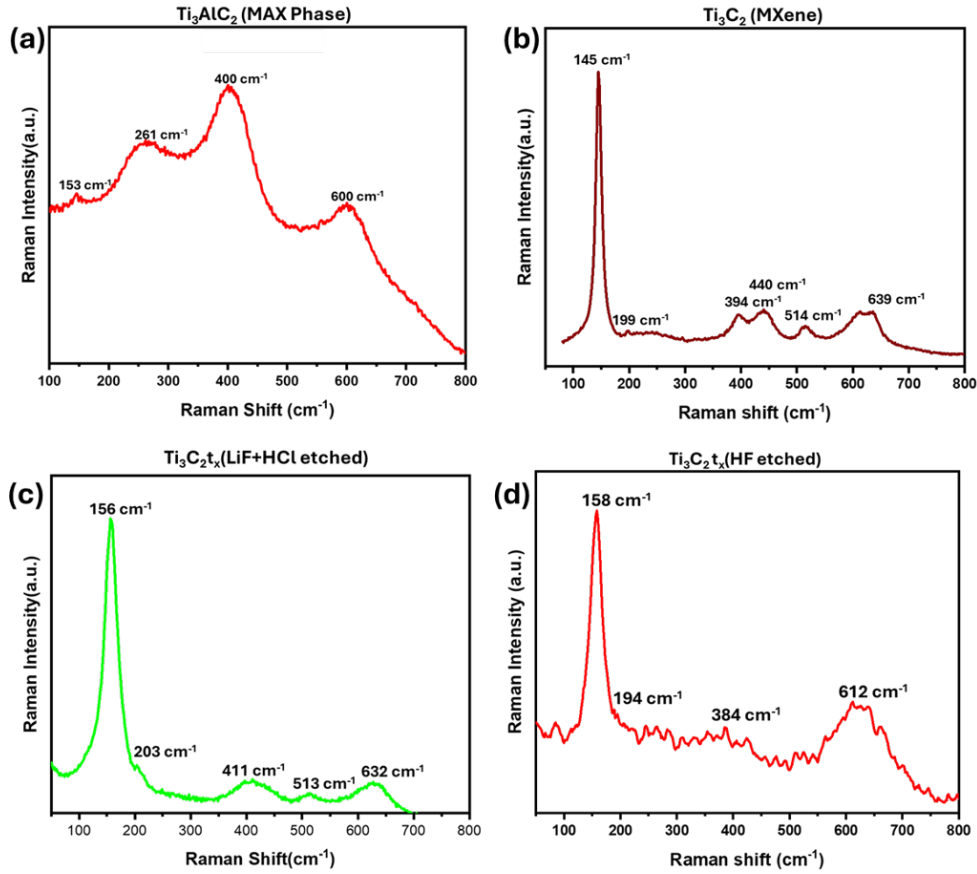 Ti₃AlC₂ (MAX Phase)
(a)
400 cm⁻¹
261 cm⁻¹
153 cm⁻¹
600 cm⁻¹
Raman Intensity(a.u.)
100 200 300 400 500 600 700 800
Raman Shift (cm⁻¹)
Ti₃C₂ (MXene)
(b)
145 cm⁻¹
199 cm⁻¹
440 cm⁻¹
394 cm⁻¹
514 cm⁻¹
639 cm⁻¹
Raman Intensity(a.u.)
100 200 300 400 500 600 700 800
Raman shift (cm⁻¹)
Ti₃C₂tₓ(LiF+HCl etched)
(c)
156 cm⁻¹
203 cm⁻¹
411 cm⁻¹
513 cm⁻¹
632 cm⁻¹
Raman Intensity(a.u.)
100 200 300 400 500 600 700 800
Raman Shift(cm⁻¹)
Ti₃C₂ tₓ(HF etched)
(d)
158 cm⁻¹
194 cm⁻¹
384 cm⁻¹
612 cm⁻¹
Raman Intensity (a.u.)
100 200 300 400 500 600 700 800
Raman shift (cm⁻¹)